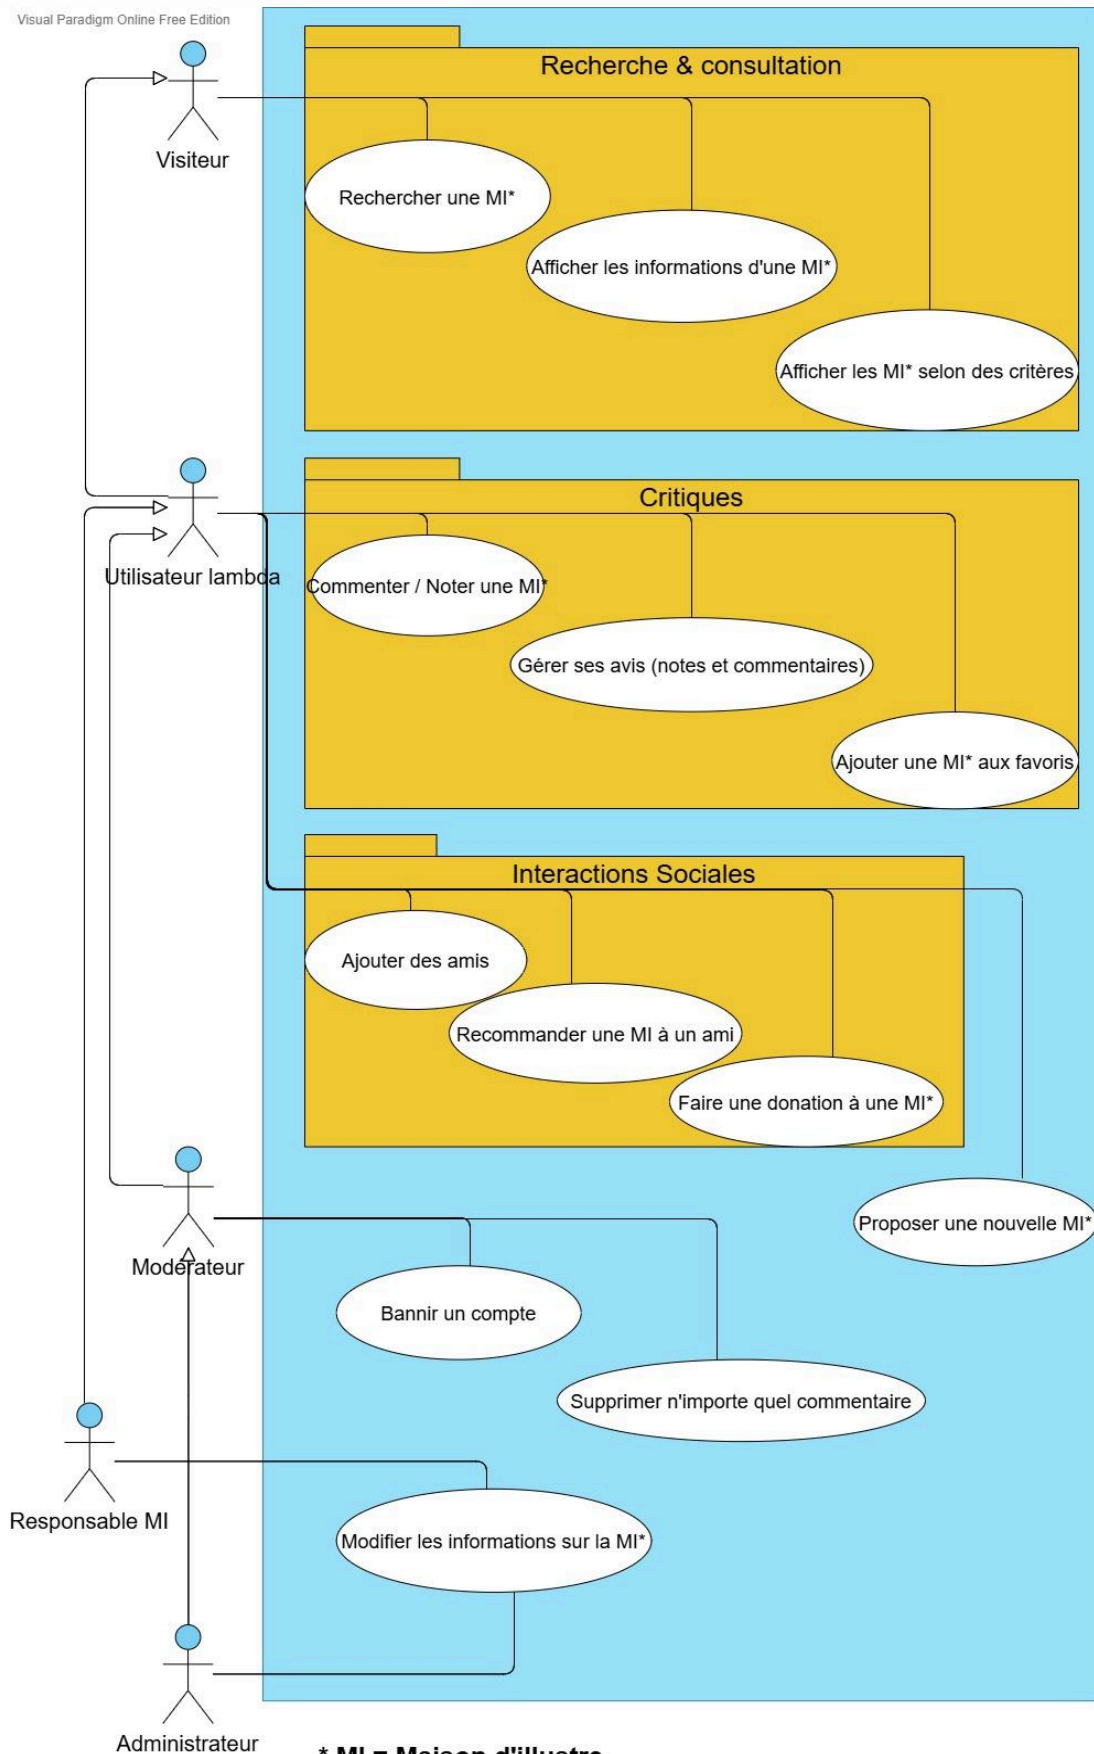 Visual Paradigm Online Free Edition
Recherche & consultation
Visiteur
Rechercher une MI*
Afficher les informations d'une MI*
Afficher les MI* selon des critères
Critiques
Utilisateur lambda
Commenter / Noter une MI*
Gérer ses avis (notes et commentaires)
Ajouter une MI* aux favoris
Interactions Sociales
Ajouter des amis
Recommander une MI à un ami
Faire une donation à une MI*
Proposer une nouvelle MI*
Modérateur
Bannir un compte
Supprimer n'importe quel commentaire
Responsable MI
Modifier les informations sur la MI*
Administrateur
* MI = Maison d'illustre